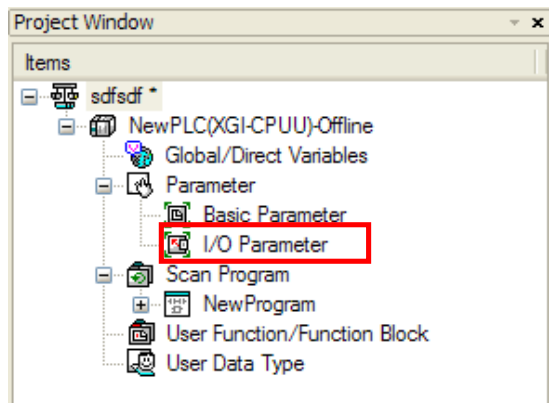 Project Window
Items
sdfsdf *
NewPLC(XGI-CPUU)-Offline
Global/Direct Variables
Parameter
Basic Parameter
I/O Parameter
Scan Program
NewProgram
User Function/Function Block
User Data Type